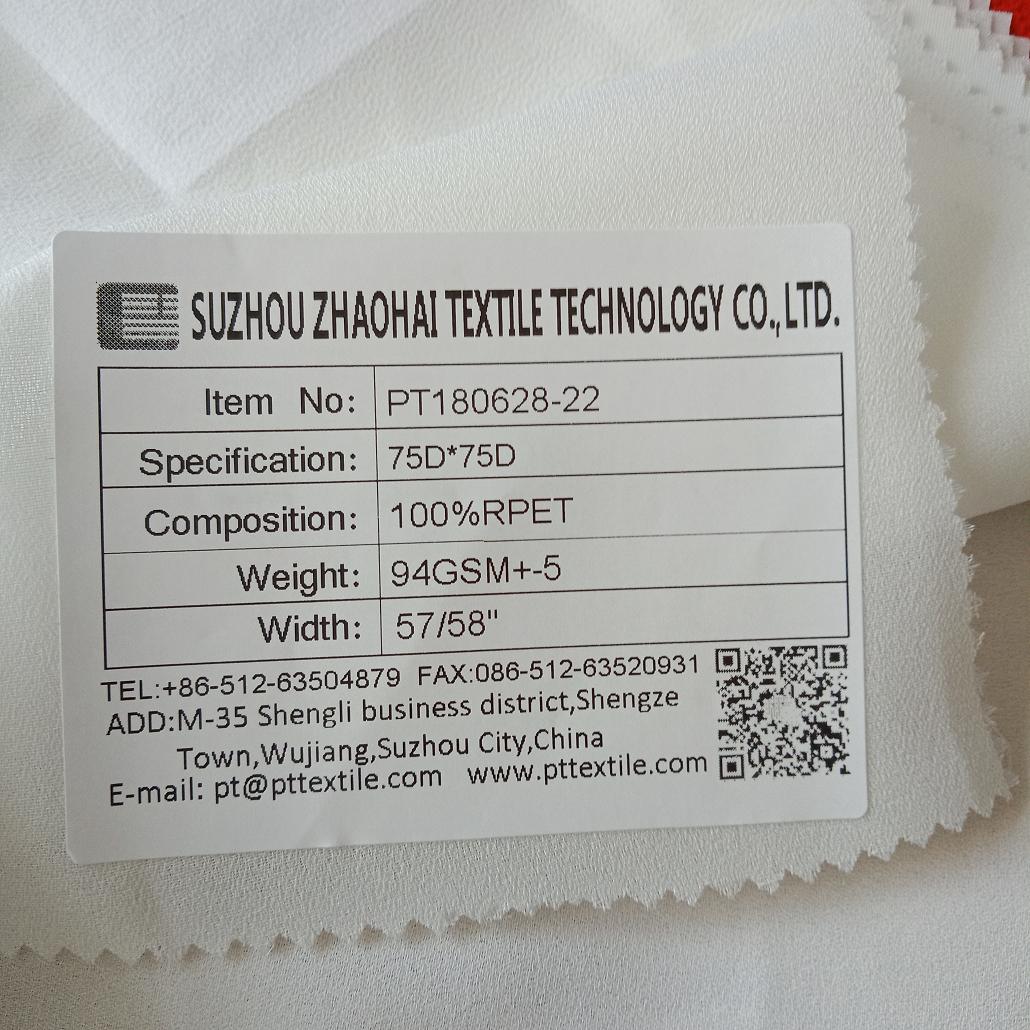 SUZHOU ZHAOHAI TEXTILE TECHNOLOGY CO.,LTD.
Item No: PT180628-22
Specification: 75D*75D
Composition: 100%RPET
Weight: 94GSM+-5
Width: 57/58"
TEL:+86-512-63504879 FAX:086-512-63520931
ADD:M-35 Shengli business district,Shengze
Town,Wujiang,Suzhou City,China
E-mail: pt@pttextile.com www.pttextile.com